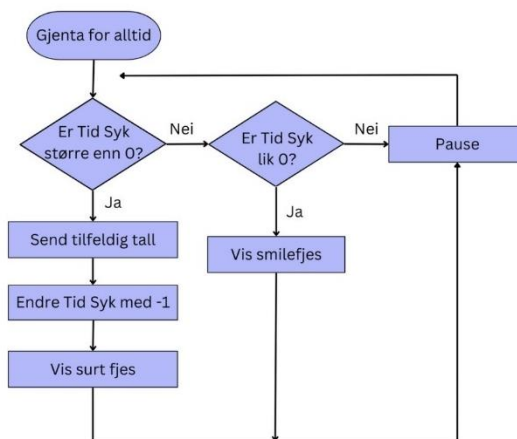 Gjenta for alltid
Er Tid Syk
større enn 0?
Nei
Er Tid Syk
lik 0?
Nei
Pause
Ja
Send tilfeldig tall
Ja
Vis smilefjes
Endre Tid Syk med -1
Vis surt fjes